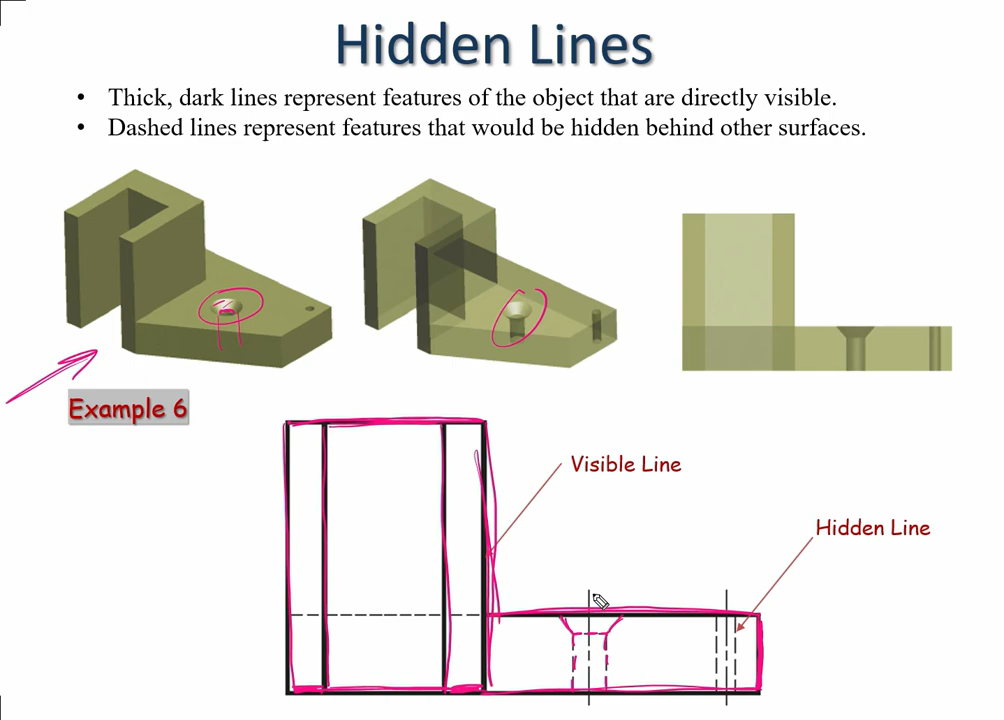 Hidden Lines
• Thick, dark lines represent features of the object that are directly visible.
• Dashed lines represent features that would be hidden behind other surfaces.
Example 6
Visible Line
Hidden Line